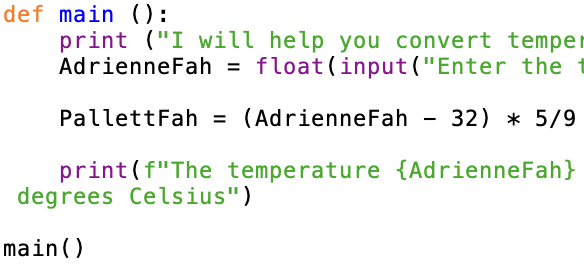 def main ():
    print ("I will help you convert
    AdrienneFah = float(input("Enter the

    PallettFah = (AdrienneFah - 32) * 5/9

    print(f"The temperature {AdrienneFah}
 degrees Celsius")

main()